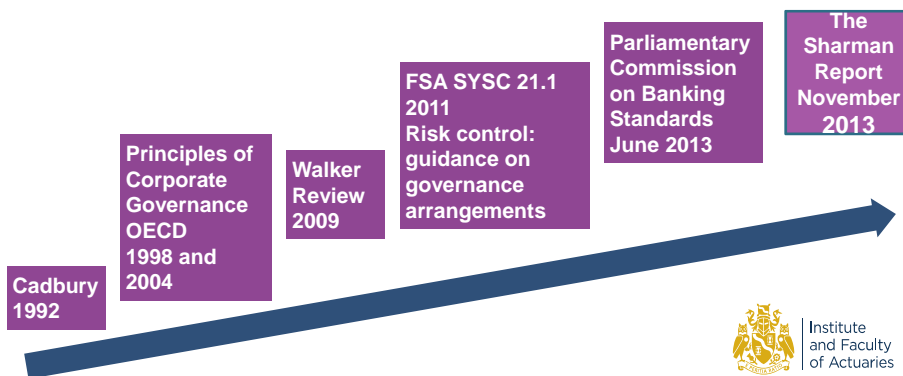 Cadbury
1992
Principles of
Corporate
Governance
OECD
1998 and
2004
Walker
Review
2009
FSA SYSC 21.1
2011
Risk control:
guidance on
governance
arrangements
Parliamentary
Commission
on Banking
Standards
June 2013
The
Sharman
Report
November
2013
Institute
and Faculty
of Actuaries